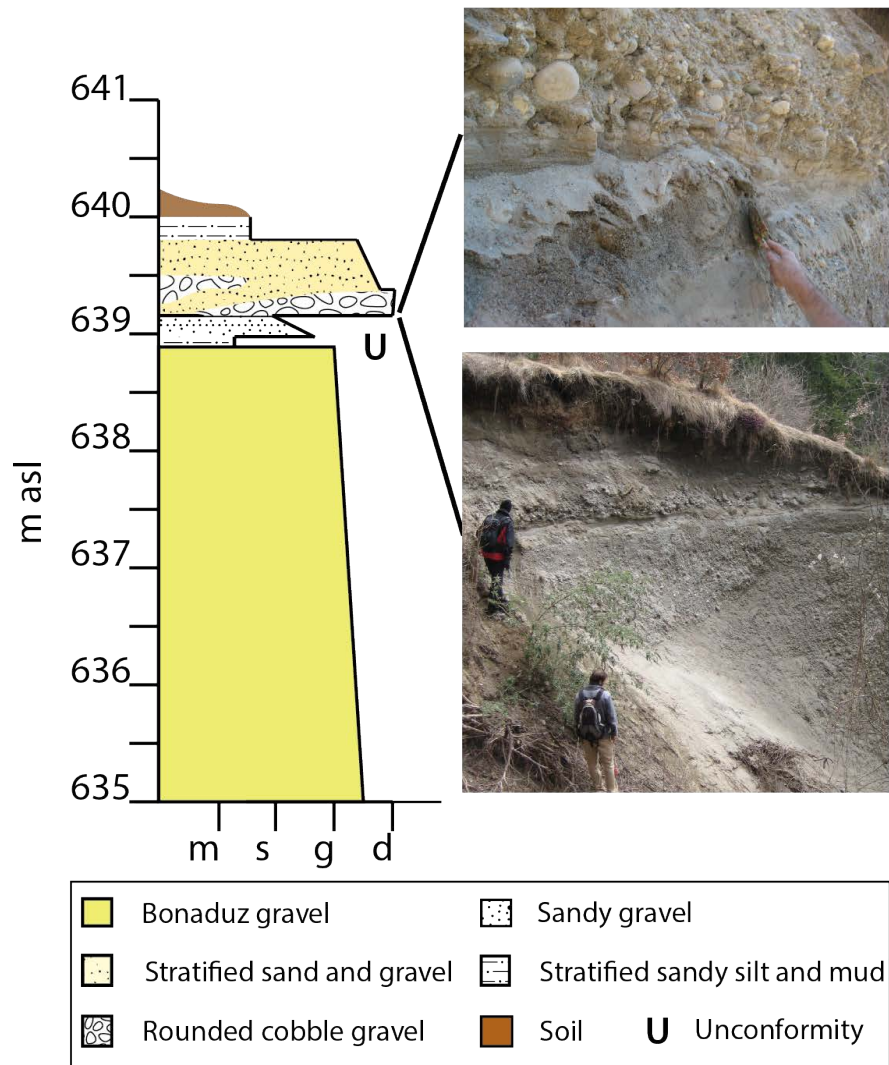 641
640
639
638
637
636
635
m asl
U
m s g d
Bonaduz gravel
Sandy gravel
Stratified sand and gravel
Stratified sandy silt and mud
Rounded cobble gravel
Soil
U Unconformity